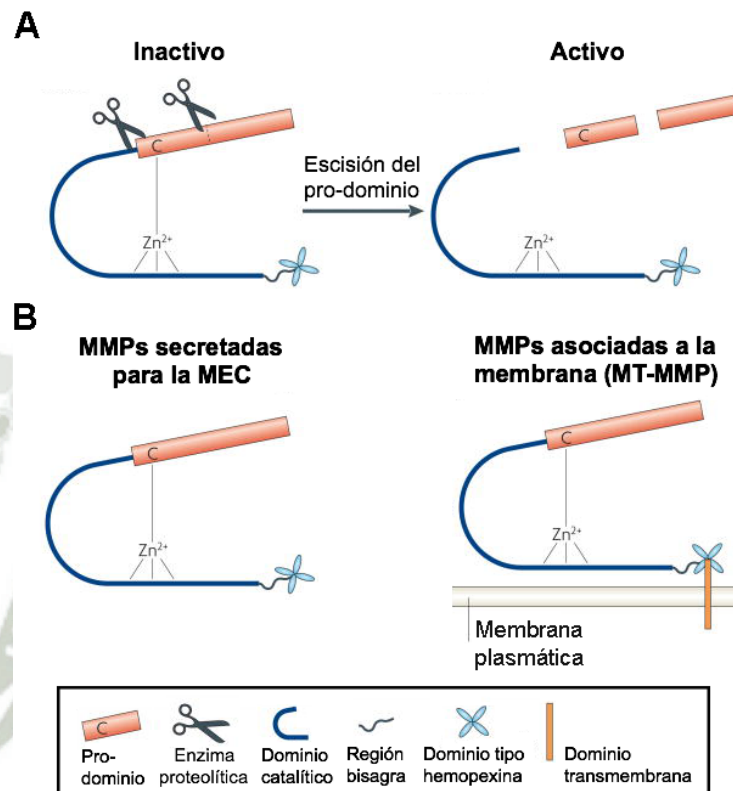 A
Inactivo
Activo
C
Zn2+
Escisión del
pro-dominio
C
Zn2+
B
MMPs secretadas
para la MEC
MMPs asociadas a la
membrana (MT-MMP)
C
Zn2+
C
Zn2+
Membrana
plasmática
C
Pro-
dominio
Enzima
proteolítica
Dominio
catalítico
Región
bisagra
Dominio tipo
hemopexina
Dominio
transmembrana